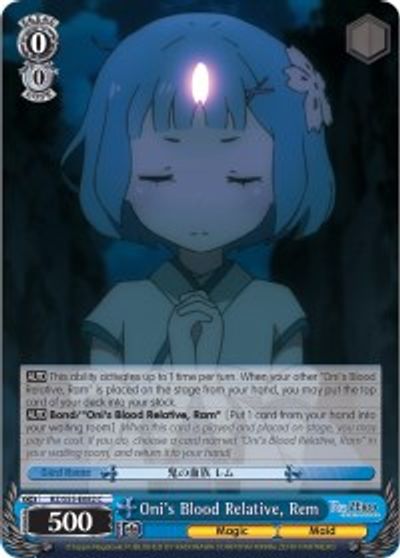 0
0
AUTO This ability activates up to 1 time per turn. When your other "Oni's Blood
Relative, Ram" is placed on the stage from your hand, you may put the top
card of your deck into your stock.
AUTO Bond/"Oni's Blood Relative, Ram" [Put 1 card from your hand into
your waiting room] (When this card is played and placed on the stage, you may
pay the cost. If you do, choose a card named "Oni's Blood Relative, Ram" in
your waiting room, and return it to your hand)
Card Name
鬼の血族 レム
500
Oni's Blood Relative, Rem
Magic
Maid